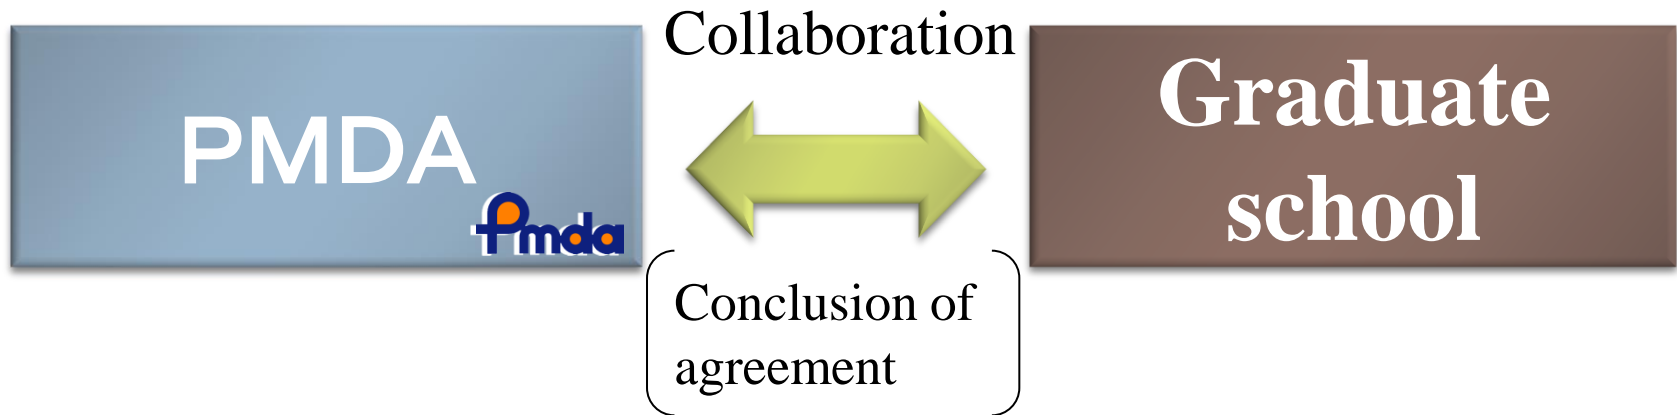 Collaboration
PMDA
Pmda
Graduate
school
Conclusion of
agreement